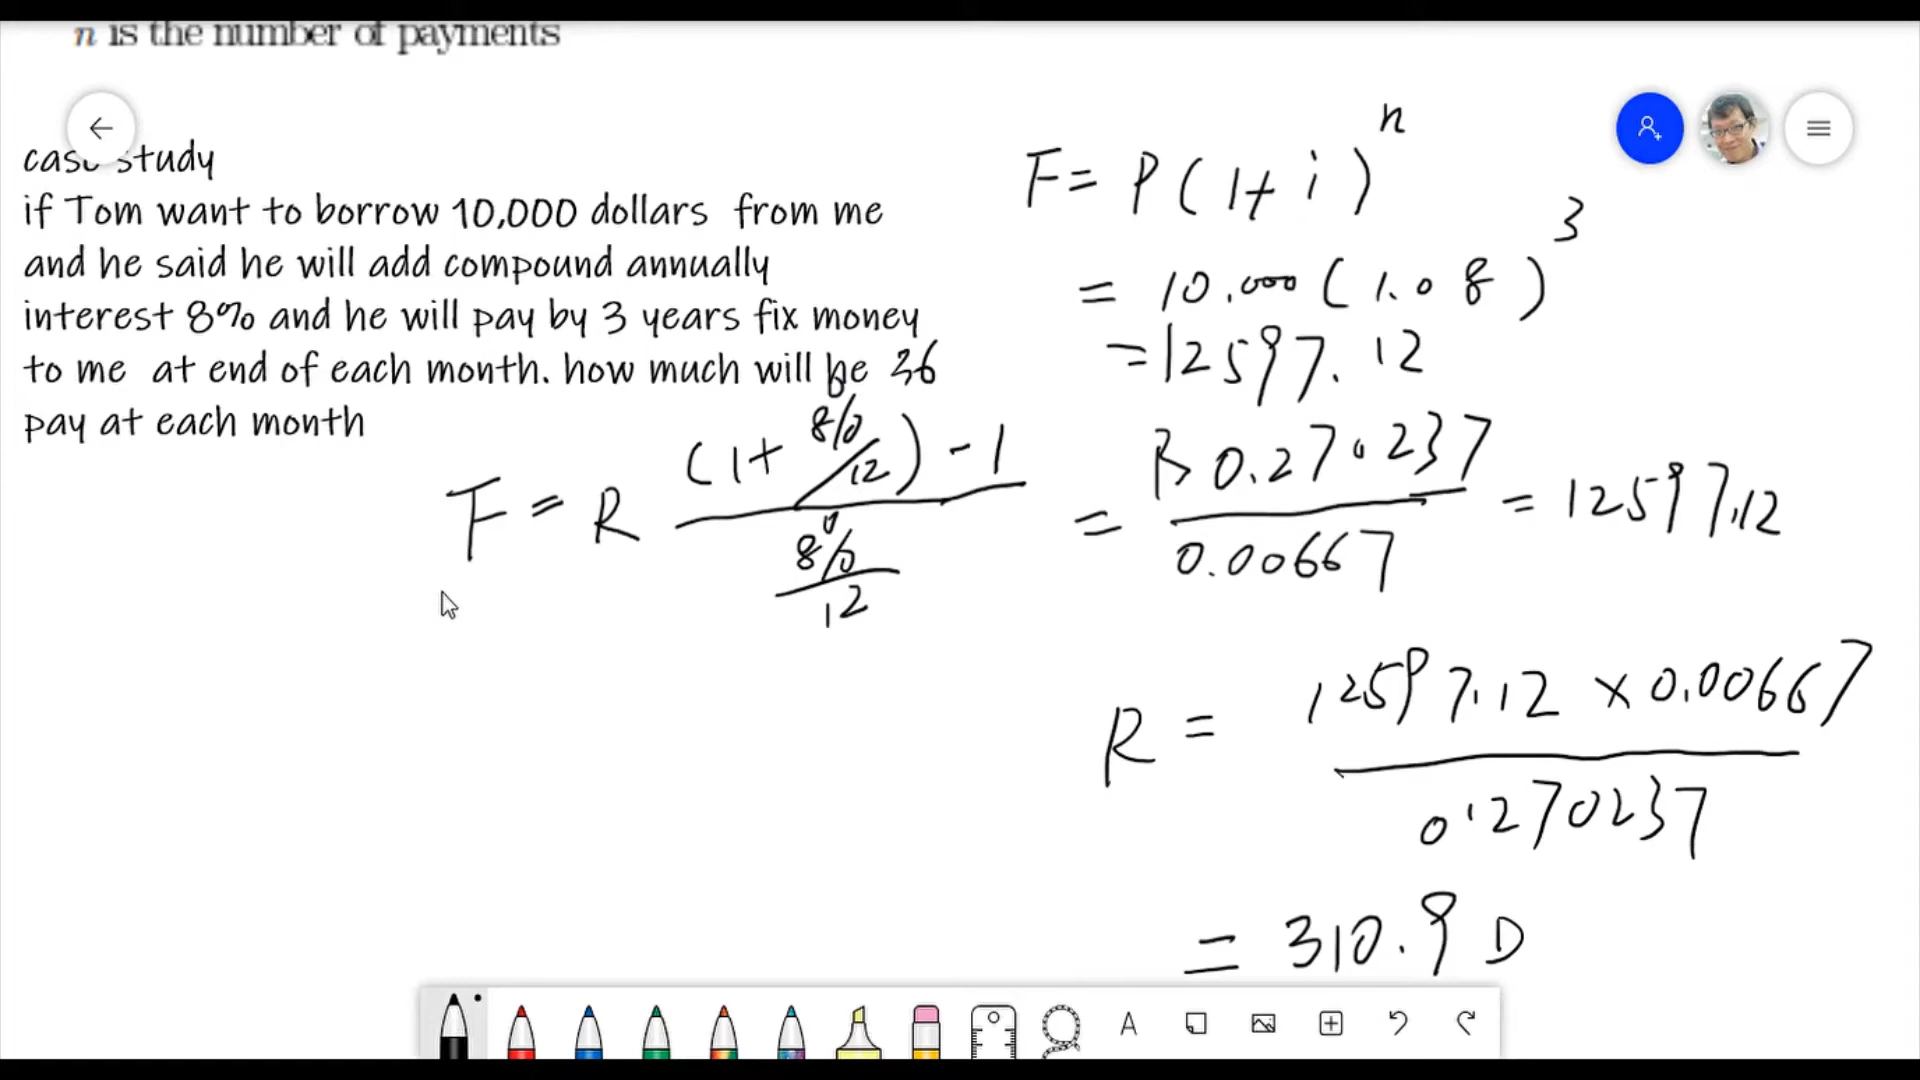 n is the number of payments
case study
if Tom want to borrow 10,000 dollars from me
and he said he will add compound annually
interest 8% and he will pay by 3 years fix money
to me at end of each month. how much will be
pay at each month
F = P(1+i)^n
= 10.000(1.08)^3
= 12597.12
36
F = R ((1+8%/12) - 1)/(8%/12) = R 0.270237/0.00667 = 12597.12
R = 12597.12 x 0.00667
0.270237
= 310.9 D
A